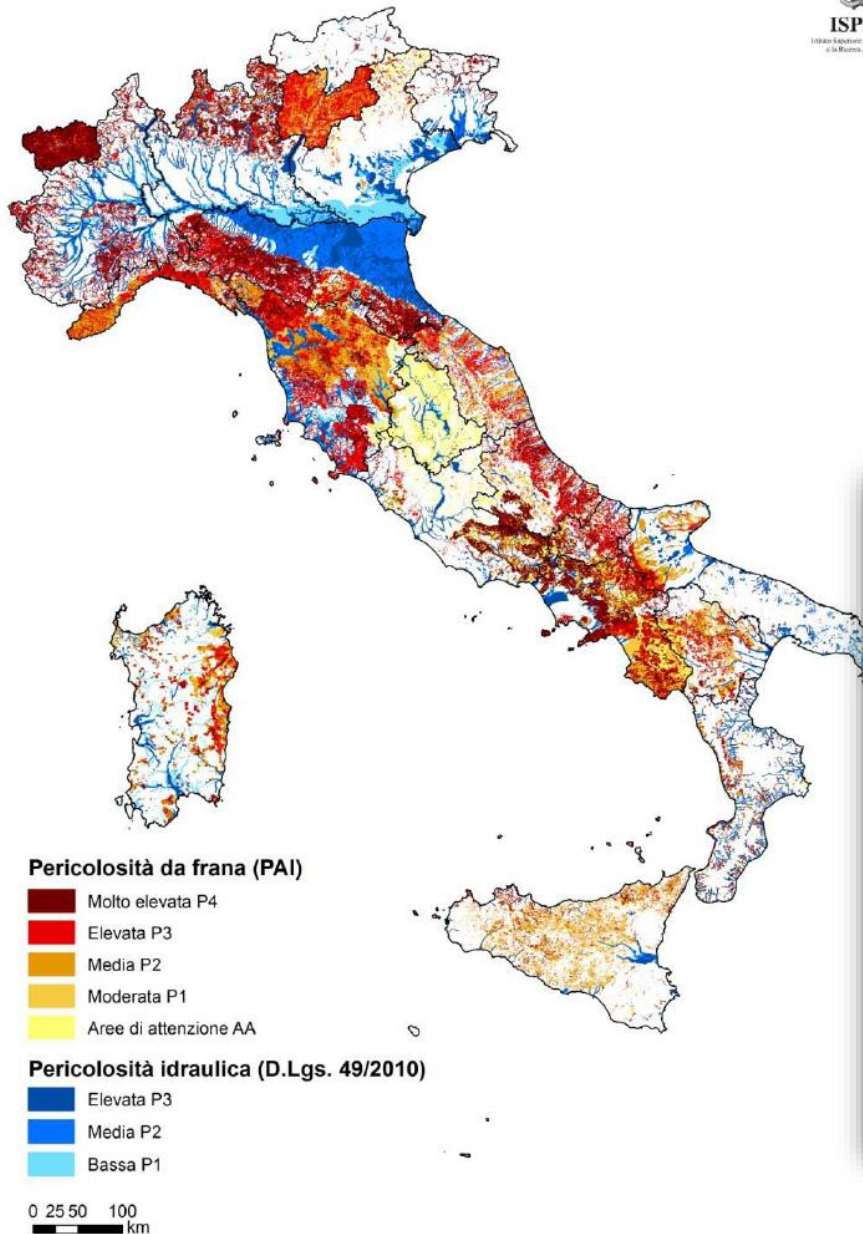 ISP
Pericolosità da frana (PAI)
Molto elevata P4
Elevata P3
Media P2
Moderata P1
Aree di attenzione AA
Pericolosità idraulica (D.Lgs. 49/2010)
Elevata P3
Media P2
Bassa P1
0 25 50 100
km